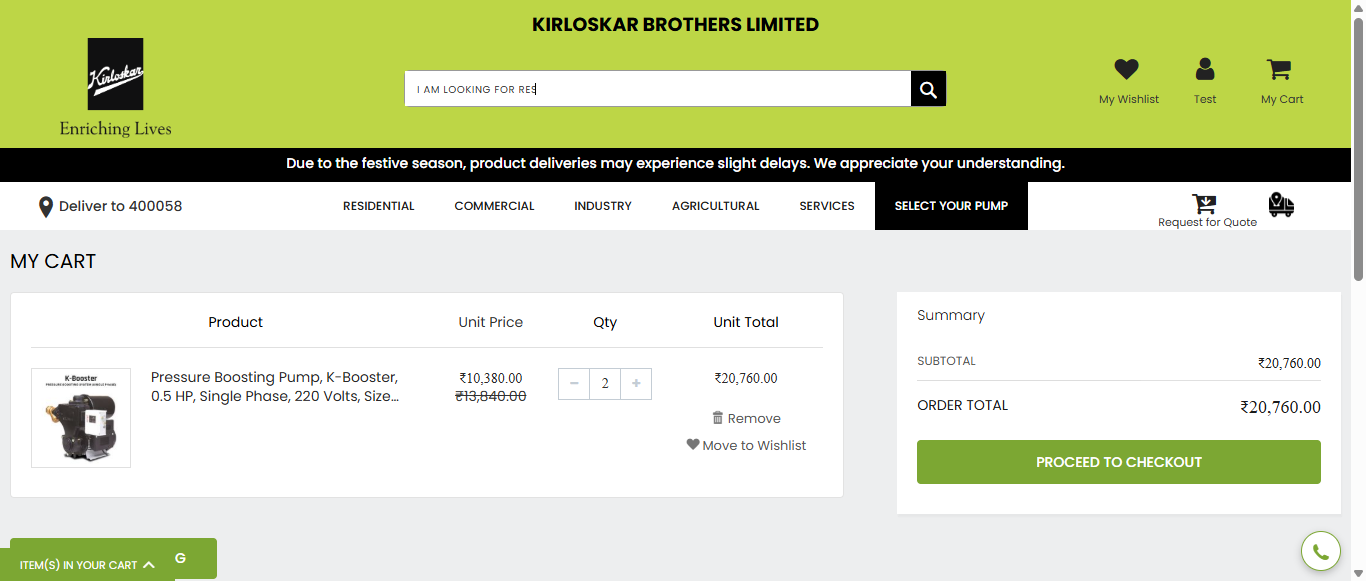 KIRLOSKAR BROTHERS LIMITED
Kirloskar
Enriching Lives
I AM LOOKING FOR RES
My Wishlist
Test
My Cart
Due to the festive season, product deliveries may experience slight delays. We appreciate your understanding.
Deliver to 400058
RESIDENTIAL
COMMERCIAL
INDUSTRY
AGRICULTURAL
SERVICES
SELECT YOUR PUMP
Request for Quote
MY CART
Product Unit Price Qty Unit Total
K-Booster
PRESSURE BOOSTING SYSTEM (SINGLE PHASE)
Pressure Boosting Pump, K-Booster,
0.5 HP, Single Phase, 220 Volts, Size...
₹10,380.00
₹13,840.00
− 2 +
₹20,760.00
Remove
Move to Wishlist
Summary
SUBTOTAL ₹20,760.00
ORDER TOTAL ₹20,760.00
PROCEED TO CHECKOUT
ITEM(S) IN YOUR CART
G